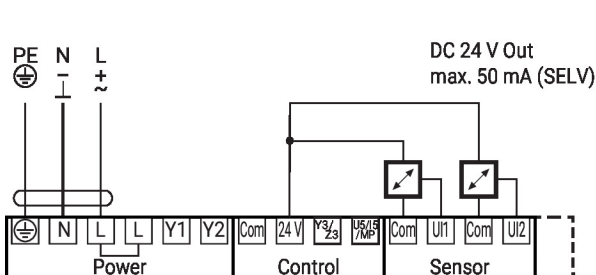 PE N L
DC 24 V Out
max. 50 mA (SELV)
- +
⊥ ~
N L L Y1 Y2 Com 24 V Y3/ Z3 U5/I5 /MP Com UI1 Com UI2
Power Control Sensor